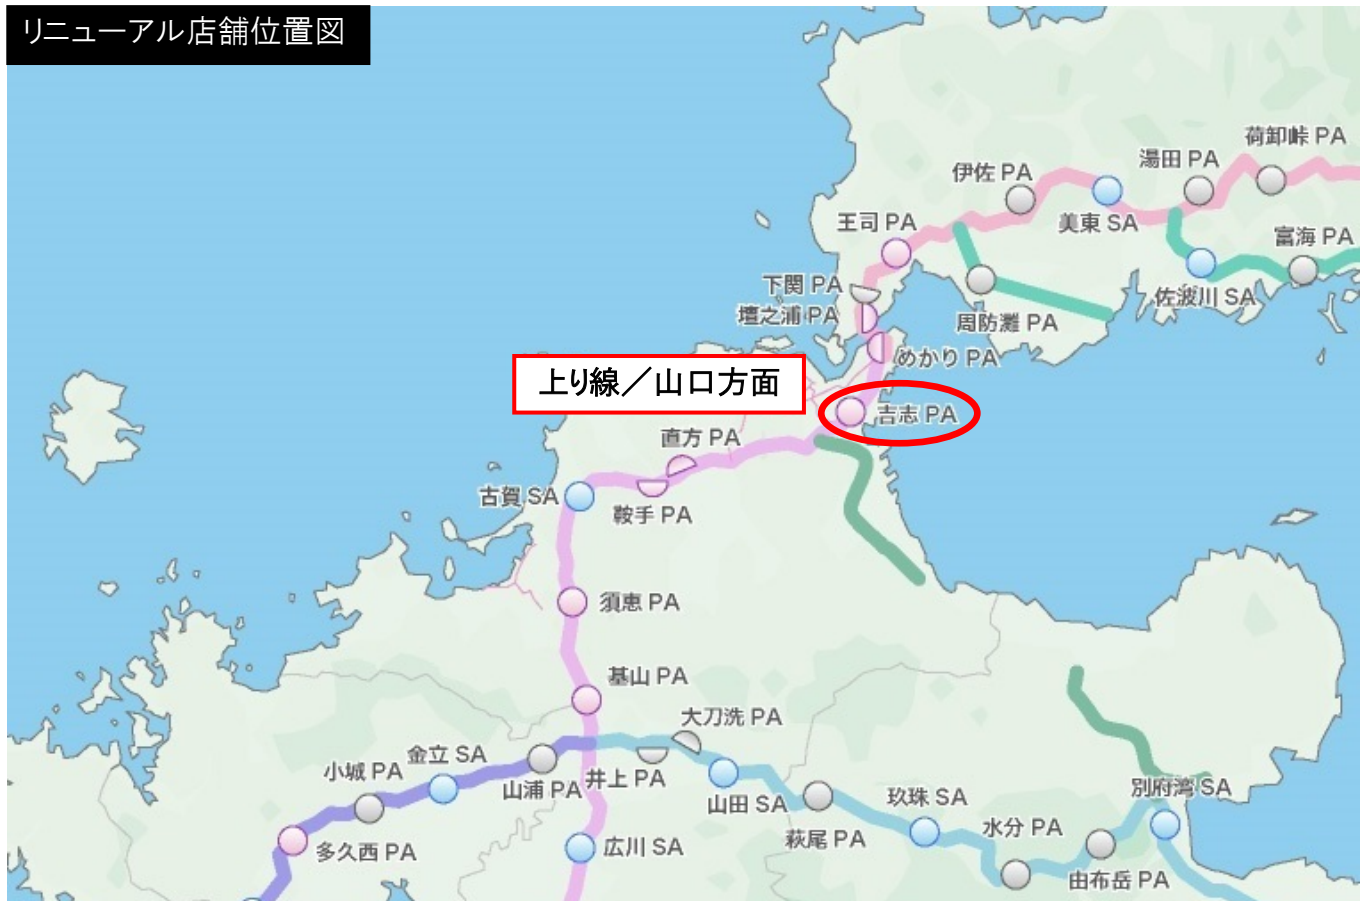 リニューアル店舗位置図
荷卸峠 PA
湯田 PA
伊佐 PA
王司 PA
美東 SA
富海 PA
下関 PA
佐波川 SA
壇之浦 PA
周防灘 PA
めかり PA
上り線／山口方面
吉志 PA
直方 PA
古賀 SA
鞍手 PA
須恵 PA
基山 PA
大刀洗 PA
金立 SA
小城 PA
井上 PA
山浦 PA
別府湾 SA
山田 SA
玖珠 SA
水分 PA
萩尾 PA
多久西 PA
広川 SA
由布岳 PA